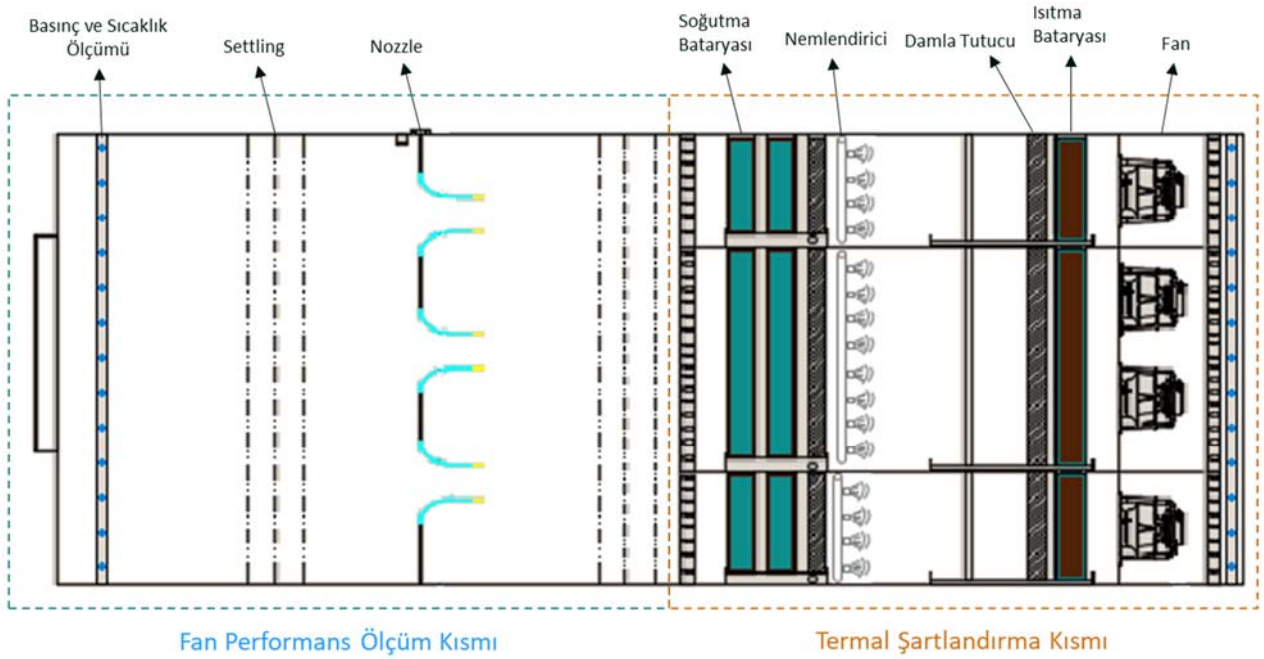 Basınç ve Sıcaklık
Ölçümü
Settling
Nozzle
Soğutma
Bataryası
Nemlendirici
Damla Tutucu
Isıtma
Bataryası
Fan
Fan Performans Ölçüm Kısmı
Termal Şartlandırma Kısmı